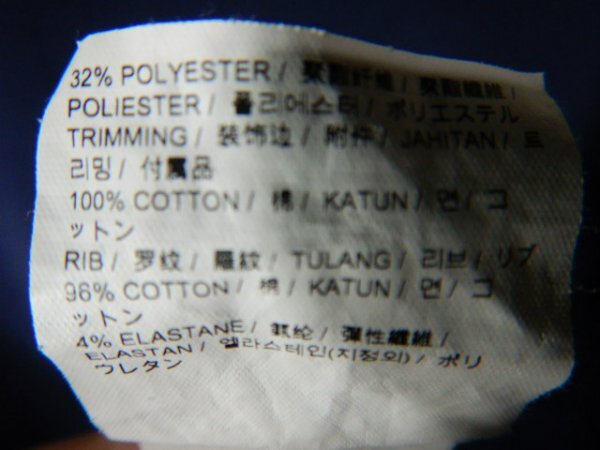 32% POLYESTER / 聚酯纤维 / 聚酯纖維 /
POLIESTER / 폴리에스터 / ポリエステル
TRIMMING / 装饰边 / 附件 / JAHITAN / 트
리밍 / 付属品
100% COTTON / 棉 / KATUN / 면 / コ
ットン
RIB / 罗纹 / 羅紋 / TULANG / 리브 / リブ
96% COTTON / 棉 / KATUN / 면 / コ
ットン
4% ELASTANE / 氨纶 / 彈性纖維 /
ELASTAN / 엘라스테인(지정외) / ポリ
ウレタン